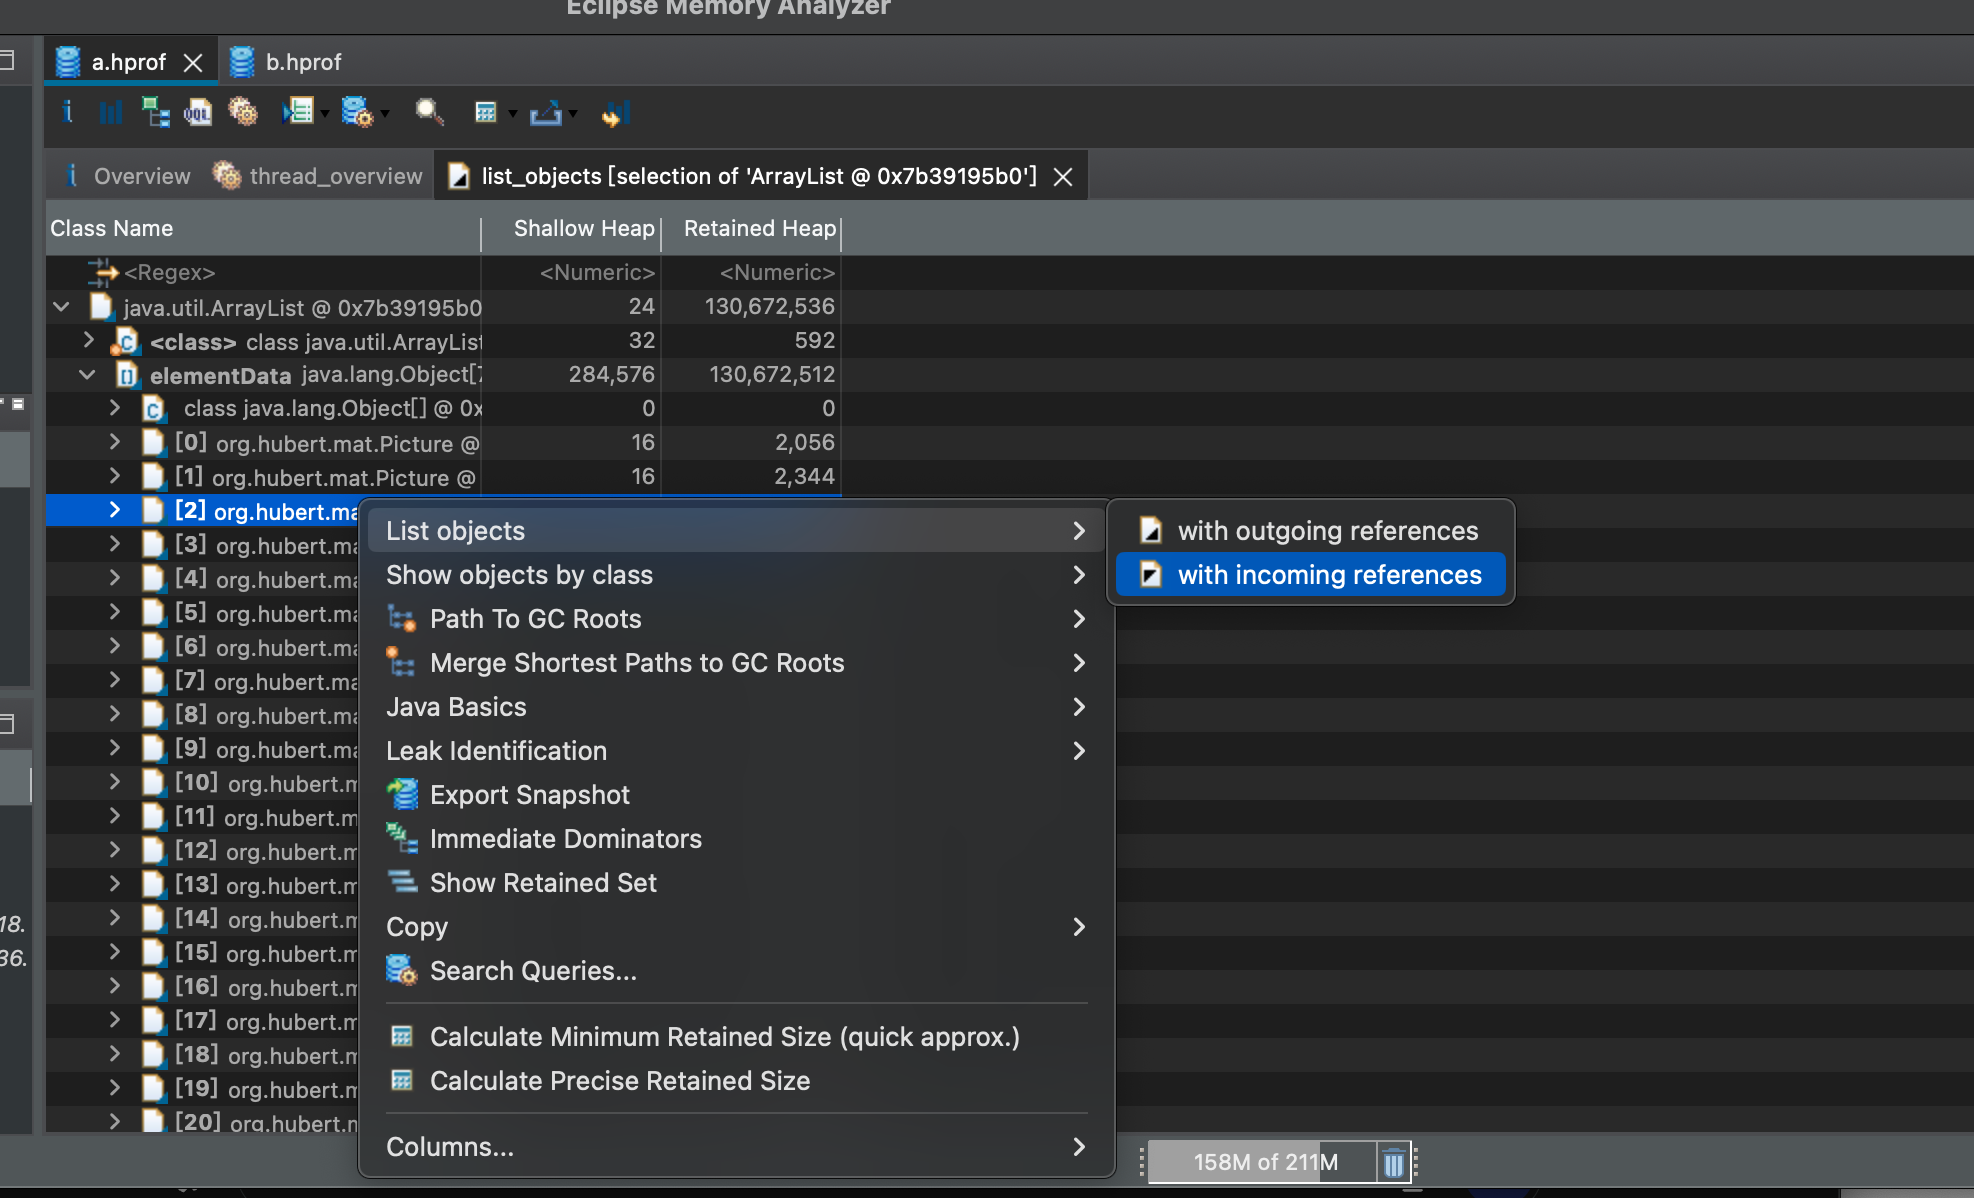 Eclipse Memory Analyzer
a.hprof
b.hprof
Overview
thread_overview
list_objects [selection of 'ArrayList @ 0x7b39195b0']
Class Name Shallow Heap Retained Heap
<Regex> <Numeric> <Numeric>
java.util.ArrayList @ 0x7b39195b0 24 130,672,536
<class> class java.util.ArrayList 32 592
elementData java.lang.Object[7 284,576 130,672,512
class java.lang.Object[] @ 0x 0 0
[0] org.hubert.mat.Picture @ 16 2,056
[1] org.hubert.mat.Picture @ 16 2,344
[2] org.hubert.ma
[3] org.hubert.ma
[4] org.hubert.ma
[5] org.hubert.ma
[6] org.hubert.ma
[7] org.hubert.ma
[8] org.hubert.ma
[9] org.hubert.ma
[10] org.hubert.m
[11] org.hubert.m
[12] org.hubert.m
[13] org.hubert.m
[14] org.hubert.m
[15] org.hubert.m
[16] org.hubert.m
[17] org.hubert.m
[18] org.hubert.m
[19] org.hubert.m
[20] org.hubert.m
List objects
Show objects by class
Path To GC Roots
Merge Shortest Paths to GC Roots
Java Basics
Leak Identification
Export Snapshot
Immediate Dominators
Show Retained Set
Copy
Search Queries...
Calculate Minimum Retained Size (quick approx.)
Calculate Precise Retained Size
Columns...
with outgoing references
with incoming references
18.
36.
158M of 211M